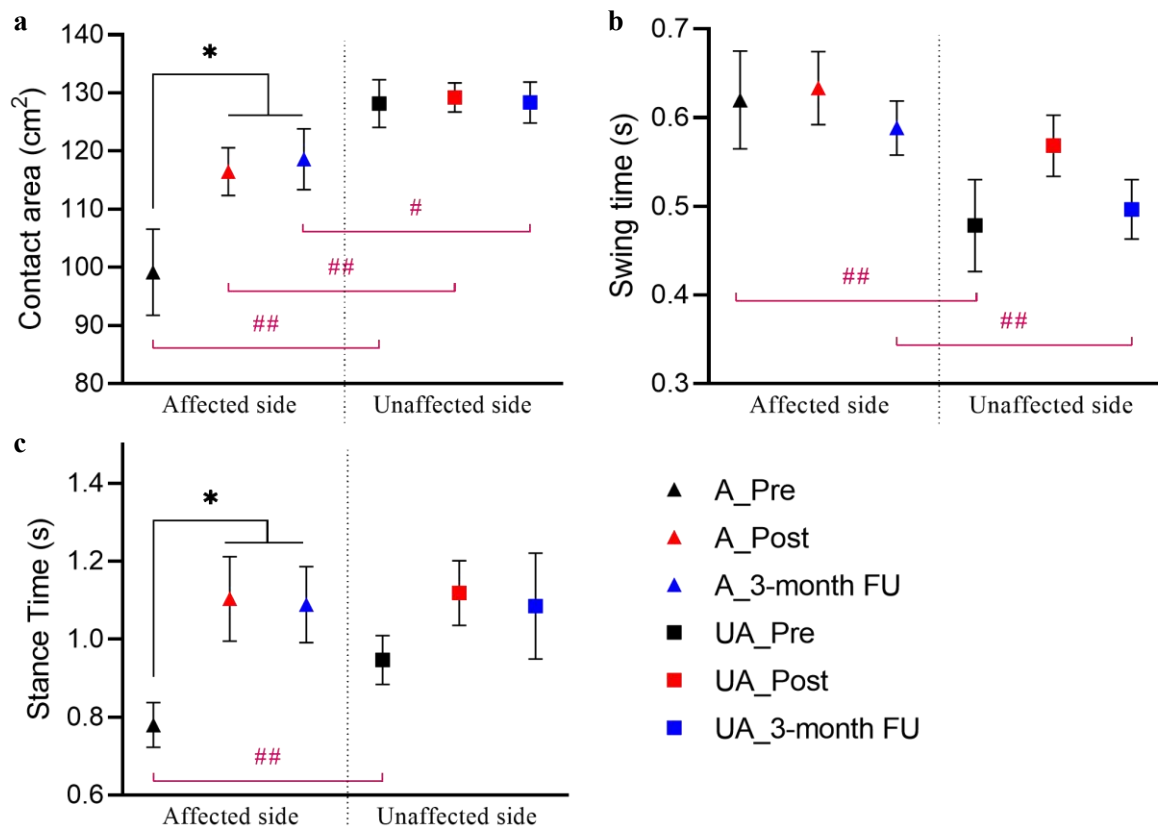 a
Contact area (cm²)
140
130
120
110
100
90
80
*
#
##
##
Affected side
Unaffected side
b
Swing time (s)
0.7
0.6
0.5
0.4
0.3
##
##
Affected side
Unaffected side
c
Stance Time (s)
1.4
1.2
1.0
0.8
0.6
*
##
Affected side
Unaffected side
A_Pre
A_Post
A_3-month FU
UA_Pre
UA_Post
UA_3-month FU